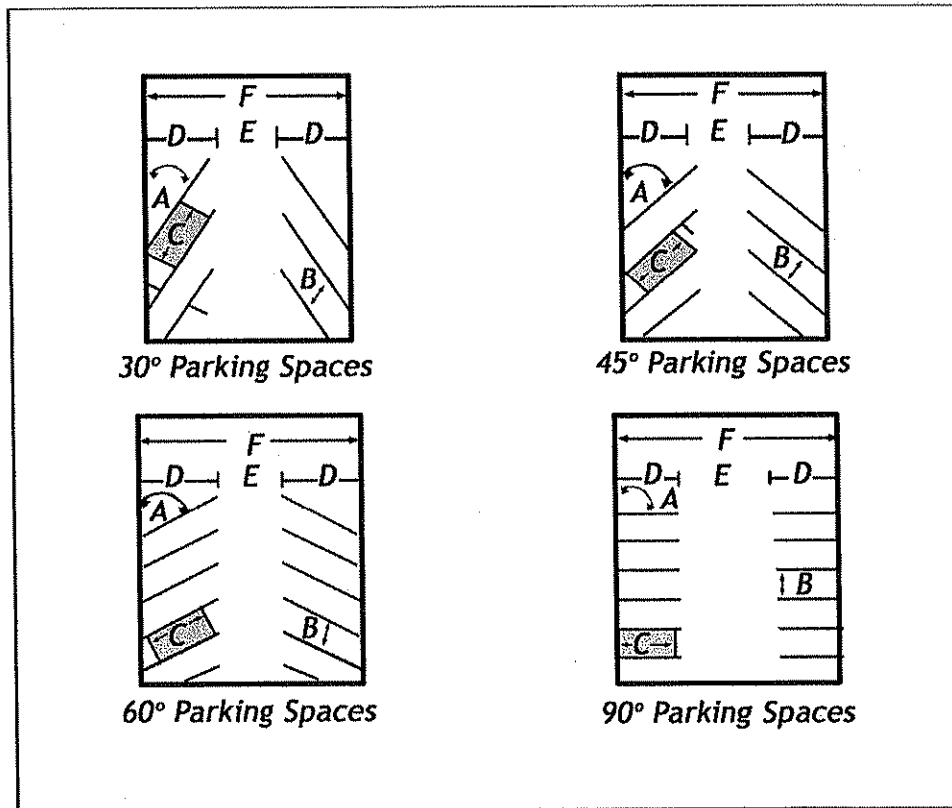 F F
D E D D E D
A A
C C
B B
30° Parking Spaces 45° Parking Spaces
F F
D E D D E D
A A
B
C B C
60° Parking Spaces 90° Parking Spaces